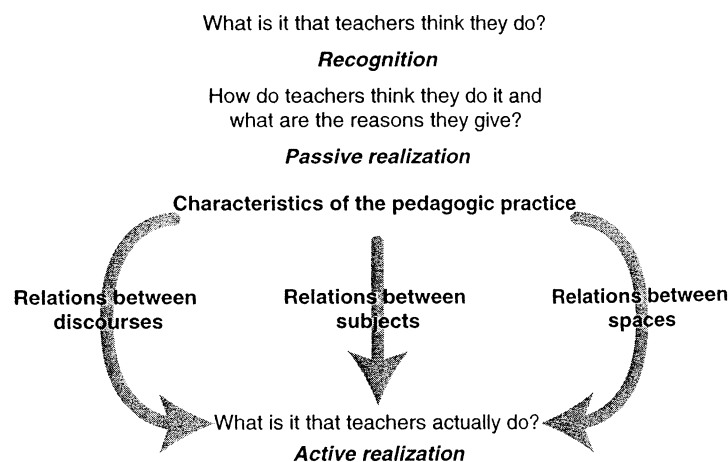 What is it that teachers think they do?
Recognition
How do teachers think they do it and
what are the reasons they give?
Passive realization
Characteristics of the pedagogic practice
Relations between
discourses
Relations between
subjects
Relations between
spaces
What is it that teachers actually do?
Active realization